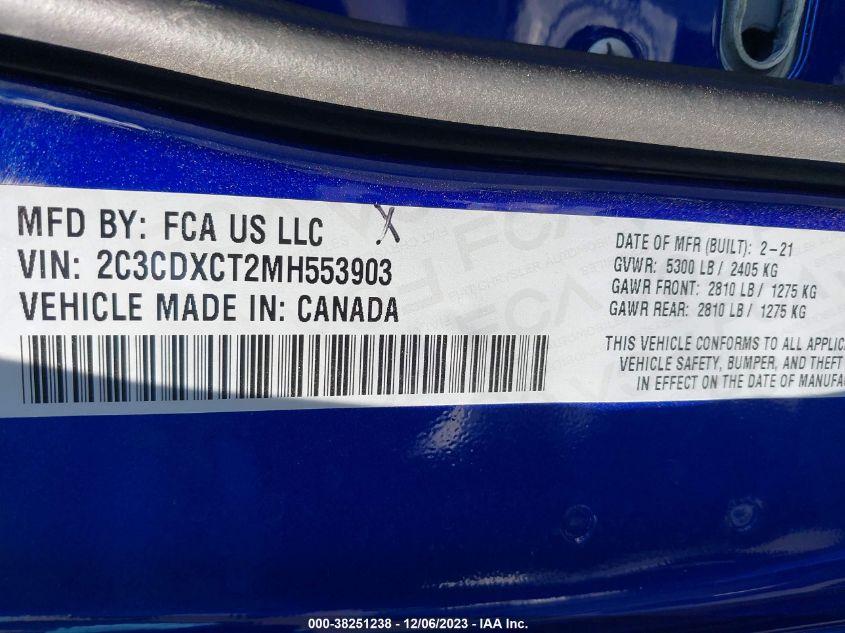 MFD BY: FCA US LLC X
VIN: 2C3CDXCT2MH553903
VEHICLE MADE IN: CANADA
DATE OF MFR (BUILT): 2-21
GVWR: 5300 LB / 2405 KG
GAWR FRONT: 2810 LB / 1275 KG
GAWR REAR: 2810 LB / 1275 KG
THIS VEHICLE CONFORMS TO ALL APPLIC
VEHICLE SAFETY, BUMPER, AND THEFT
IN EFFECT ON THE DATE OF MANUFA
000-38251238 - 12/06/2023 - IAA Inc.